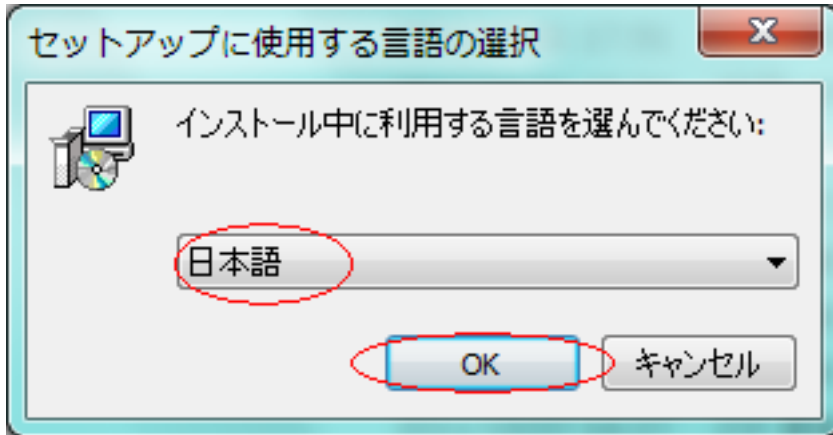 セットアップに使用する言語の選択
インストール中に利用する言語を選んでください:
日本語
OK
キャンセル